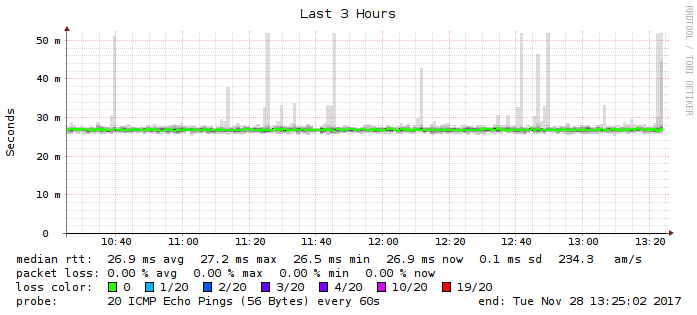 Last 3 Hours
RRDTOOL / TOBI OETIKER
Seconds
50 m
40 m
30 m
20 m
10 m
0
10:40 11:00 11:20 11:40 12:00 12:20 12:40 13:00 13:20
median rtt: 26.9 ms avg 27.2 ms max 26.5 ms min 26.9 ms now 0.1 ms sd 234.3 am/s
packet loss: 0.00 % avg 0.00 % max 0.00 % min 0.00 % now
loss color: 0 1/20 2/20 3/20 4/20 10/20 19/20
probe: 20 ICMP Echo Pings (56 Bytes) every 60s end: Tue Nov 28 13:25:02 2017